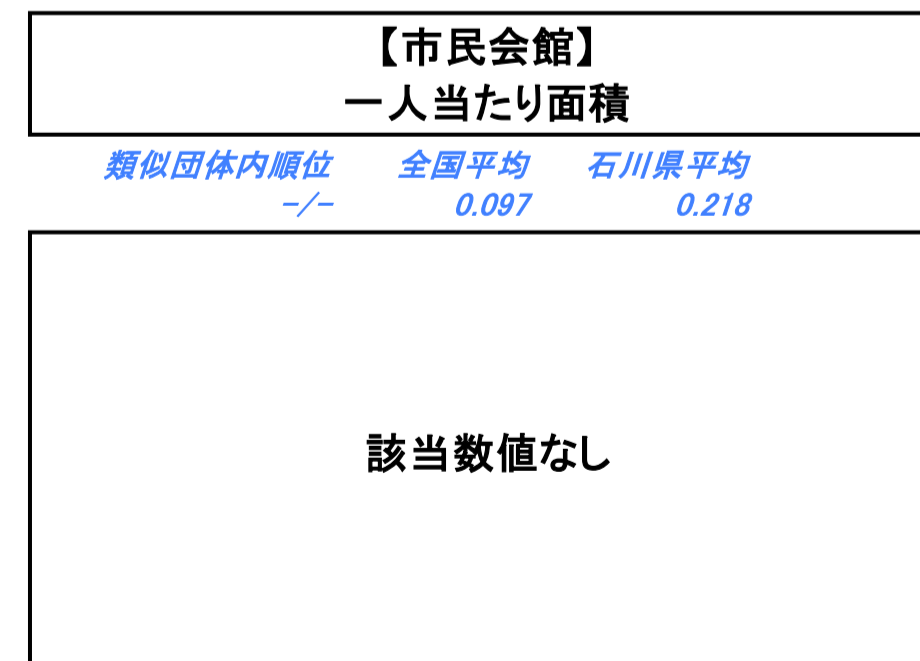 【市民会館】
一人当たり面積
類似団体内順位 全国平均 石川県平均
-/- 0.097 0.218
該当数値なし